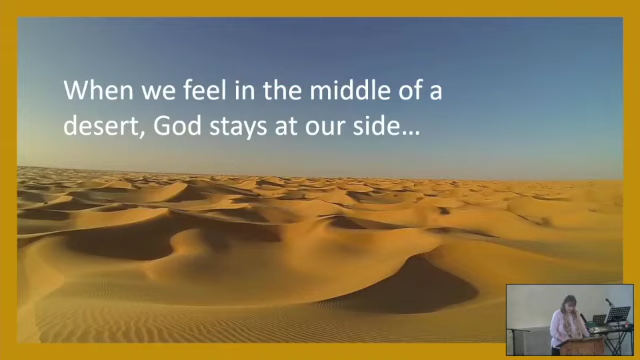 When we feel in the middle of a
desert, God stays at our side…